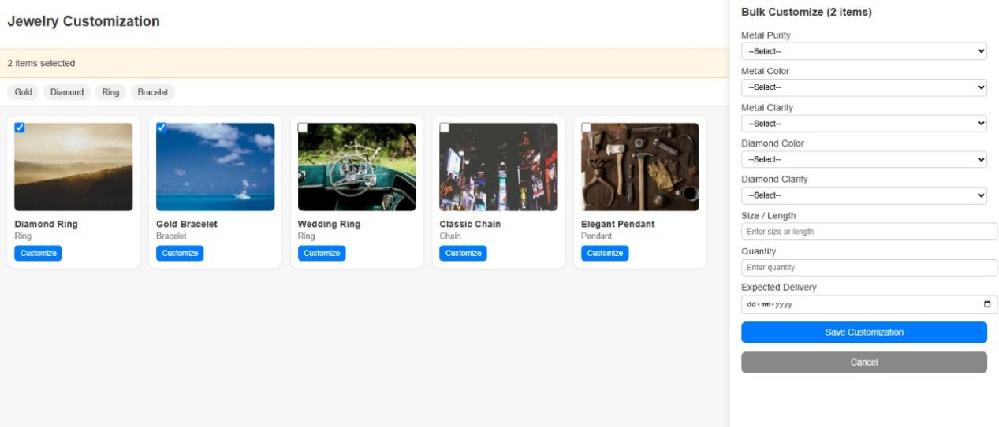 Jewelry Customization
2 items selected
Gold Diamond Ring Bracelet
Diamond Ring
Ring
Customize
Gold Bracelet
Bracelet
Customize
Wedding Ring
Ring
Customize
Classic Chain
Chain
Customize
Elegant Pendant
Pendant
Customize
Bulk Customize (2 items)
Metal Purity
--Select--
Metal Color
--Select--
Metal Clarity
--Select--
Diamond Color
--Select--
Diamond Clarity
--Select--
Size / Length
Enter size or length
Quantity
Enter quantity
Expected Delivery
dd-mm-yyyy
Save Customization
Cancel